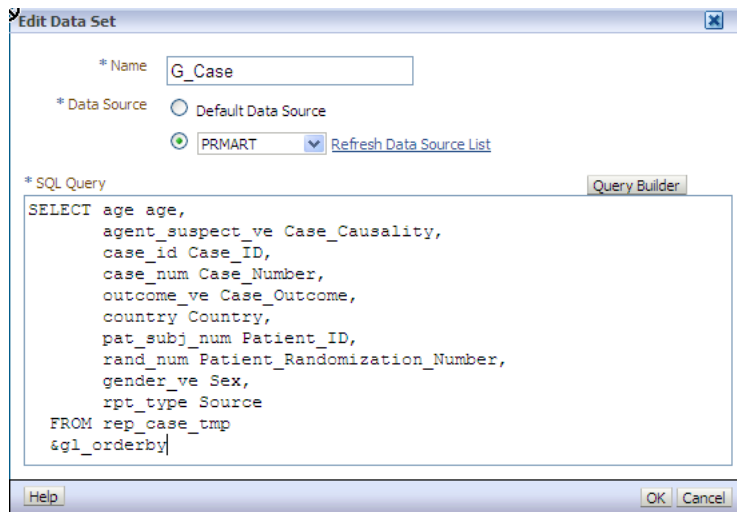 Edit Data Set
* Name G_Case
* Data Source Default Data Source
PRMART Refresh Data Source List
* SQL Query Query Builder
SELECT age age,
agent_suspect_ve Case_Causality,
case_id Case_ID,
case_num Case_Number,
outcome_ve Case_Outcome,
country Country,
pat_subj_num Patient_ID,
rand_num Patient_Randomization_Number,
gender_ve Sex,
rpt_type Source
FROM rep_case_tmp
&gl_orderby
Help OK Cancel